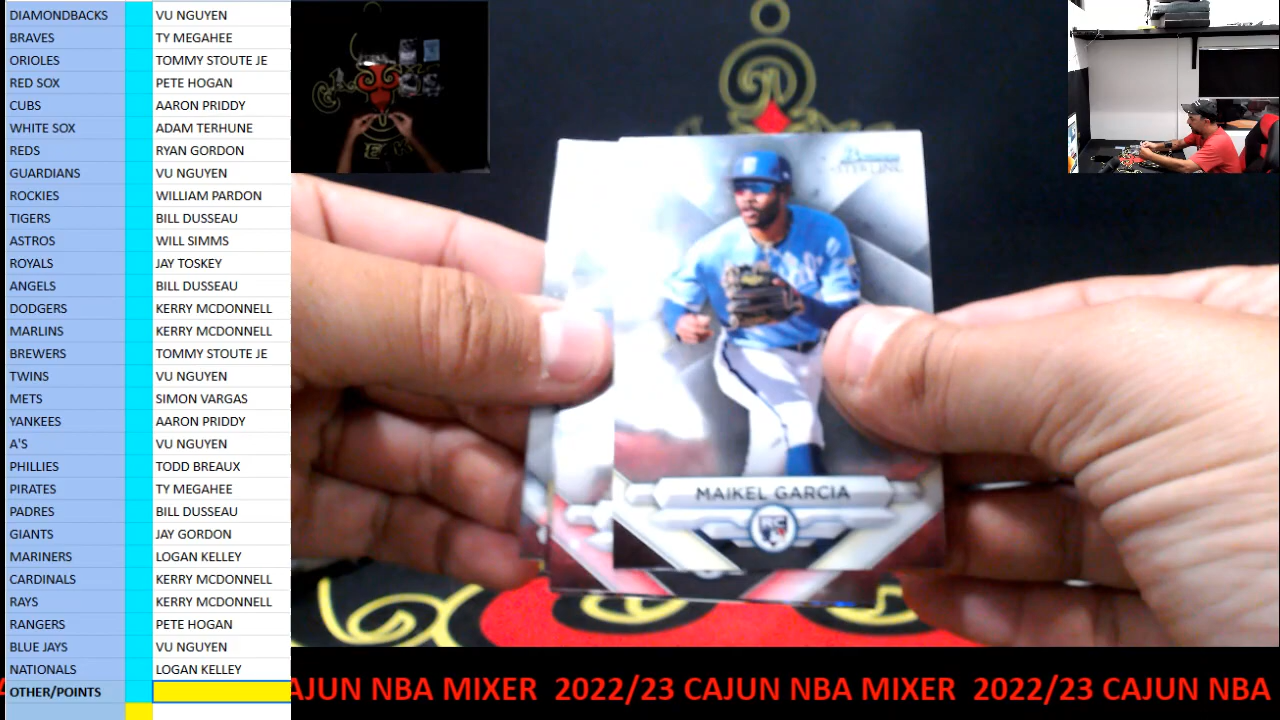 DIAMONDBACKS VU NGUYEN
BRAVES TY MEGAHEE
ORIOLES TOMMY STOUTE JE
RED SOX PETE HOGAN
CUBS AARON PRIDDY
WHITE SOX ADAM TERHUNE
REDS RYAN GORDON
GUARDIANS VU NGUYEN
ROCKIES WILLIAM PARDON
TIGERS BILL DUSSEAU
ASTROS WILL SIMMS
ROYALS JAY TOSKEY
ANGELS BILL DUSSEAU
DODGERS KERRY MCDONNELL
MARLINS KERRY MCDONNELL
BREWERS TOMMY STOUTE JE
TWINS VU NGUYEN
METS SIMON VARGAS
YANKEES AARON PRIDDY
A'S VU NGUYEN
PHILLIES TODD BREAUX
PIRATES TY MEGAHEE
PADRES BILL DUSSEAU
GIANTS JAY GORDON
MARINERS LOGAN KELLEY
CARDINALS KERRY MCDONNELL
RAYS KERRY MCDONNELL
RANGERS PETE HOGAN
BLUE JAYS VU NGUYEN
NATIONALS LOGAN KELLEY
OTHER/POINTS
STERLING
MAIKEL GARCIA
RC
AJUN NBA MIXER 2022/23 CAJUN NBA MIXER 2022/23 CAJUN NBA